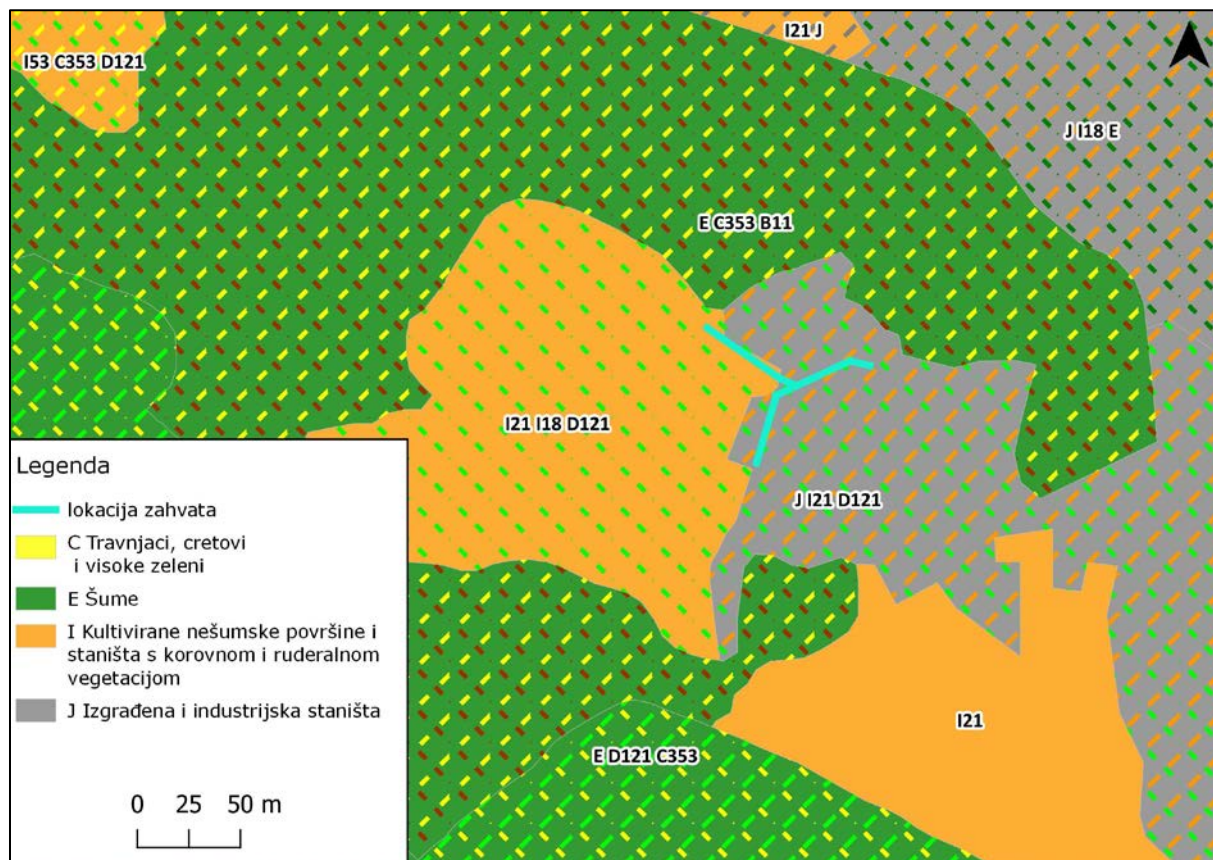 I21 J
I53 C353 D121
J I18 E
E C353 B11
I21 I18 D121
J I21 D121
I21
E D121 C353
Legenda
lokacija zahvata
C Travnjaci, cretovi
i visoke zeleni
E Šume
I Kultivirane nešumske površine i
staništa s korovnom i ruderalnom
vegetacijom
J Izgrađena i industrijska staništa
0 25 50 m